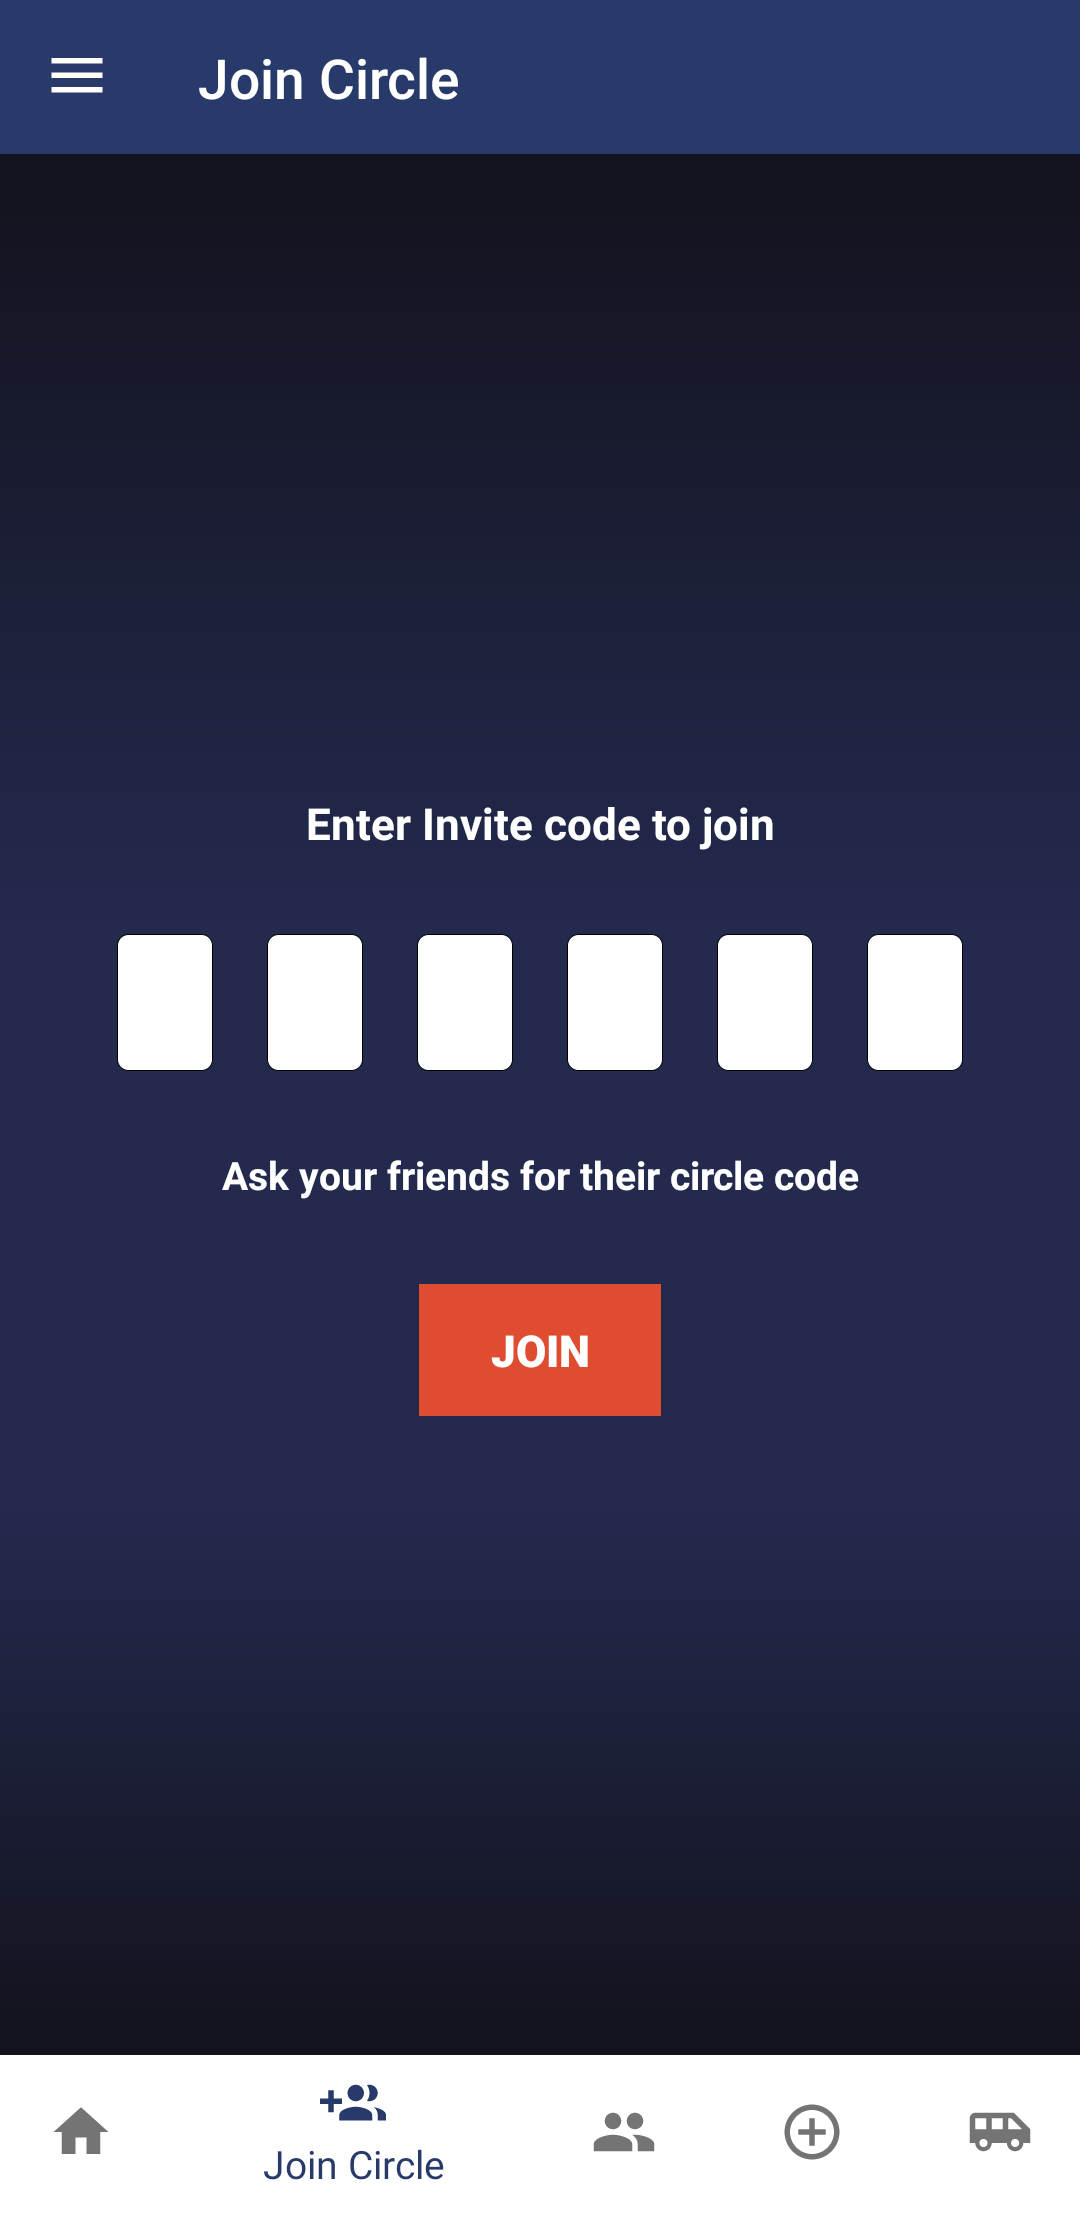 Join Circle
Enter Invite code to join
Ask your friends for their circle code
JOIN
Join Circle